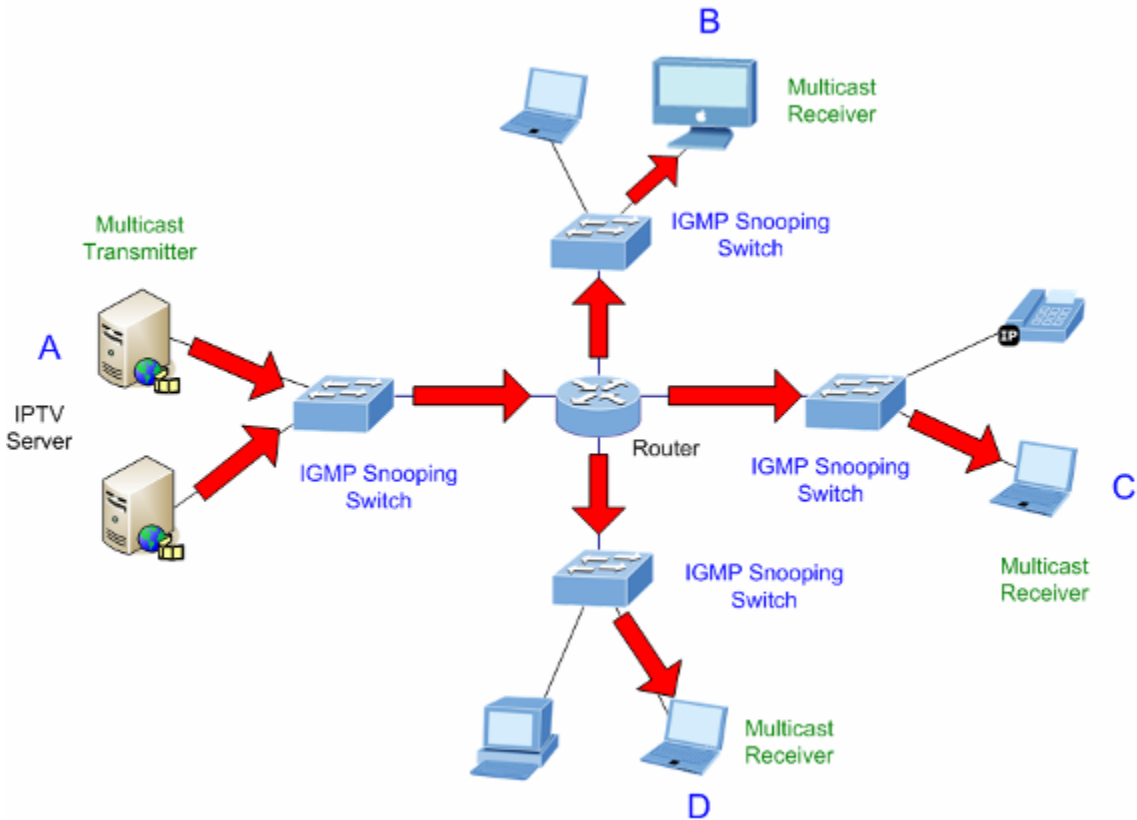 B
Multicast
Receiver
IGMP Snooping
Switch
Multicast
Transmitter
A
IPTV
Server
IGMP Snooping
Switch
Router
IP
IGMP Snooping
Switch
C
Multicast
Receiver
IGMP Snooping
Switch
Multicast
Receiver
D